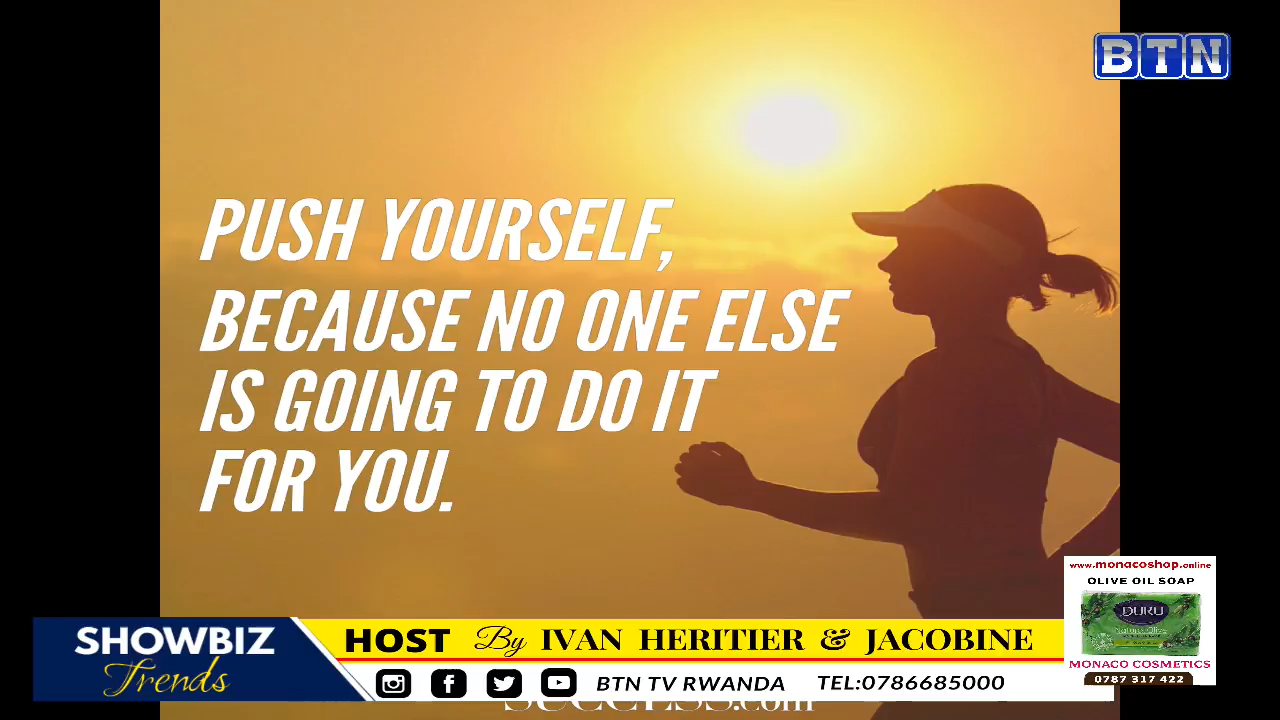 BTN
PUSH YOURSELF,
BECAUSE NO ONE ELSE
IS GOING TO DO IT
FOR YOU.
www.monacoshop.online
OLIVE OIL SOAP
DURU
MONACO COSMETICS
0787 317 422
SHOWBIZ
Trends
HOST By IVAN HERITIER & JACOBINE
BTN TV RWANDA TEL:0786685000
SUCCESS.com